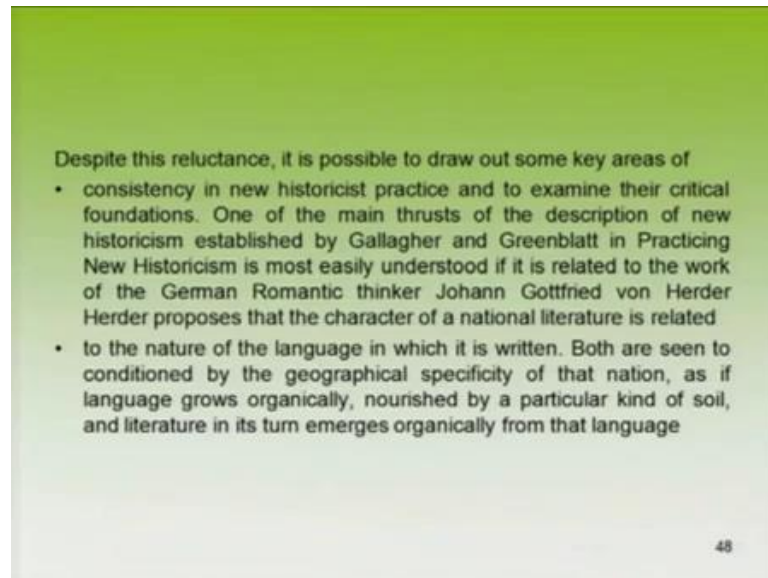 Despite this reluctance, it is possible to draw out some key areas of
• consistency in new historicist practice and to examine their critical
foundations. One of the main thrusts of the description of new
historicism established by Gallagher and Greenblatt in Practicing
New Historicism is most easily understood if it is related to the work
of the German Romantic thinker Johann Gottfried von Herder
Herder proposes that the character of a national literature is related
• to the nature of the language in which it is written. Both are seen to
conditioned by the geographical specificity of that nation, as if
language grows organically, nourished by a particular kind of soil,
and literature in its turn emerges organically from that language
48